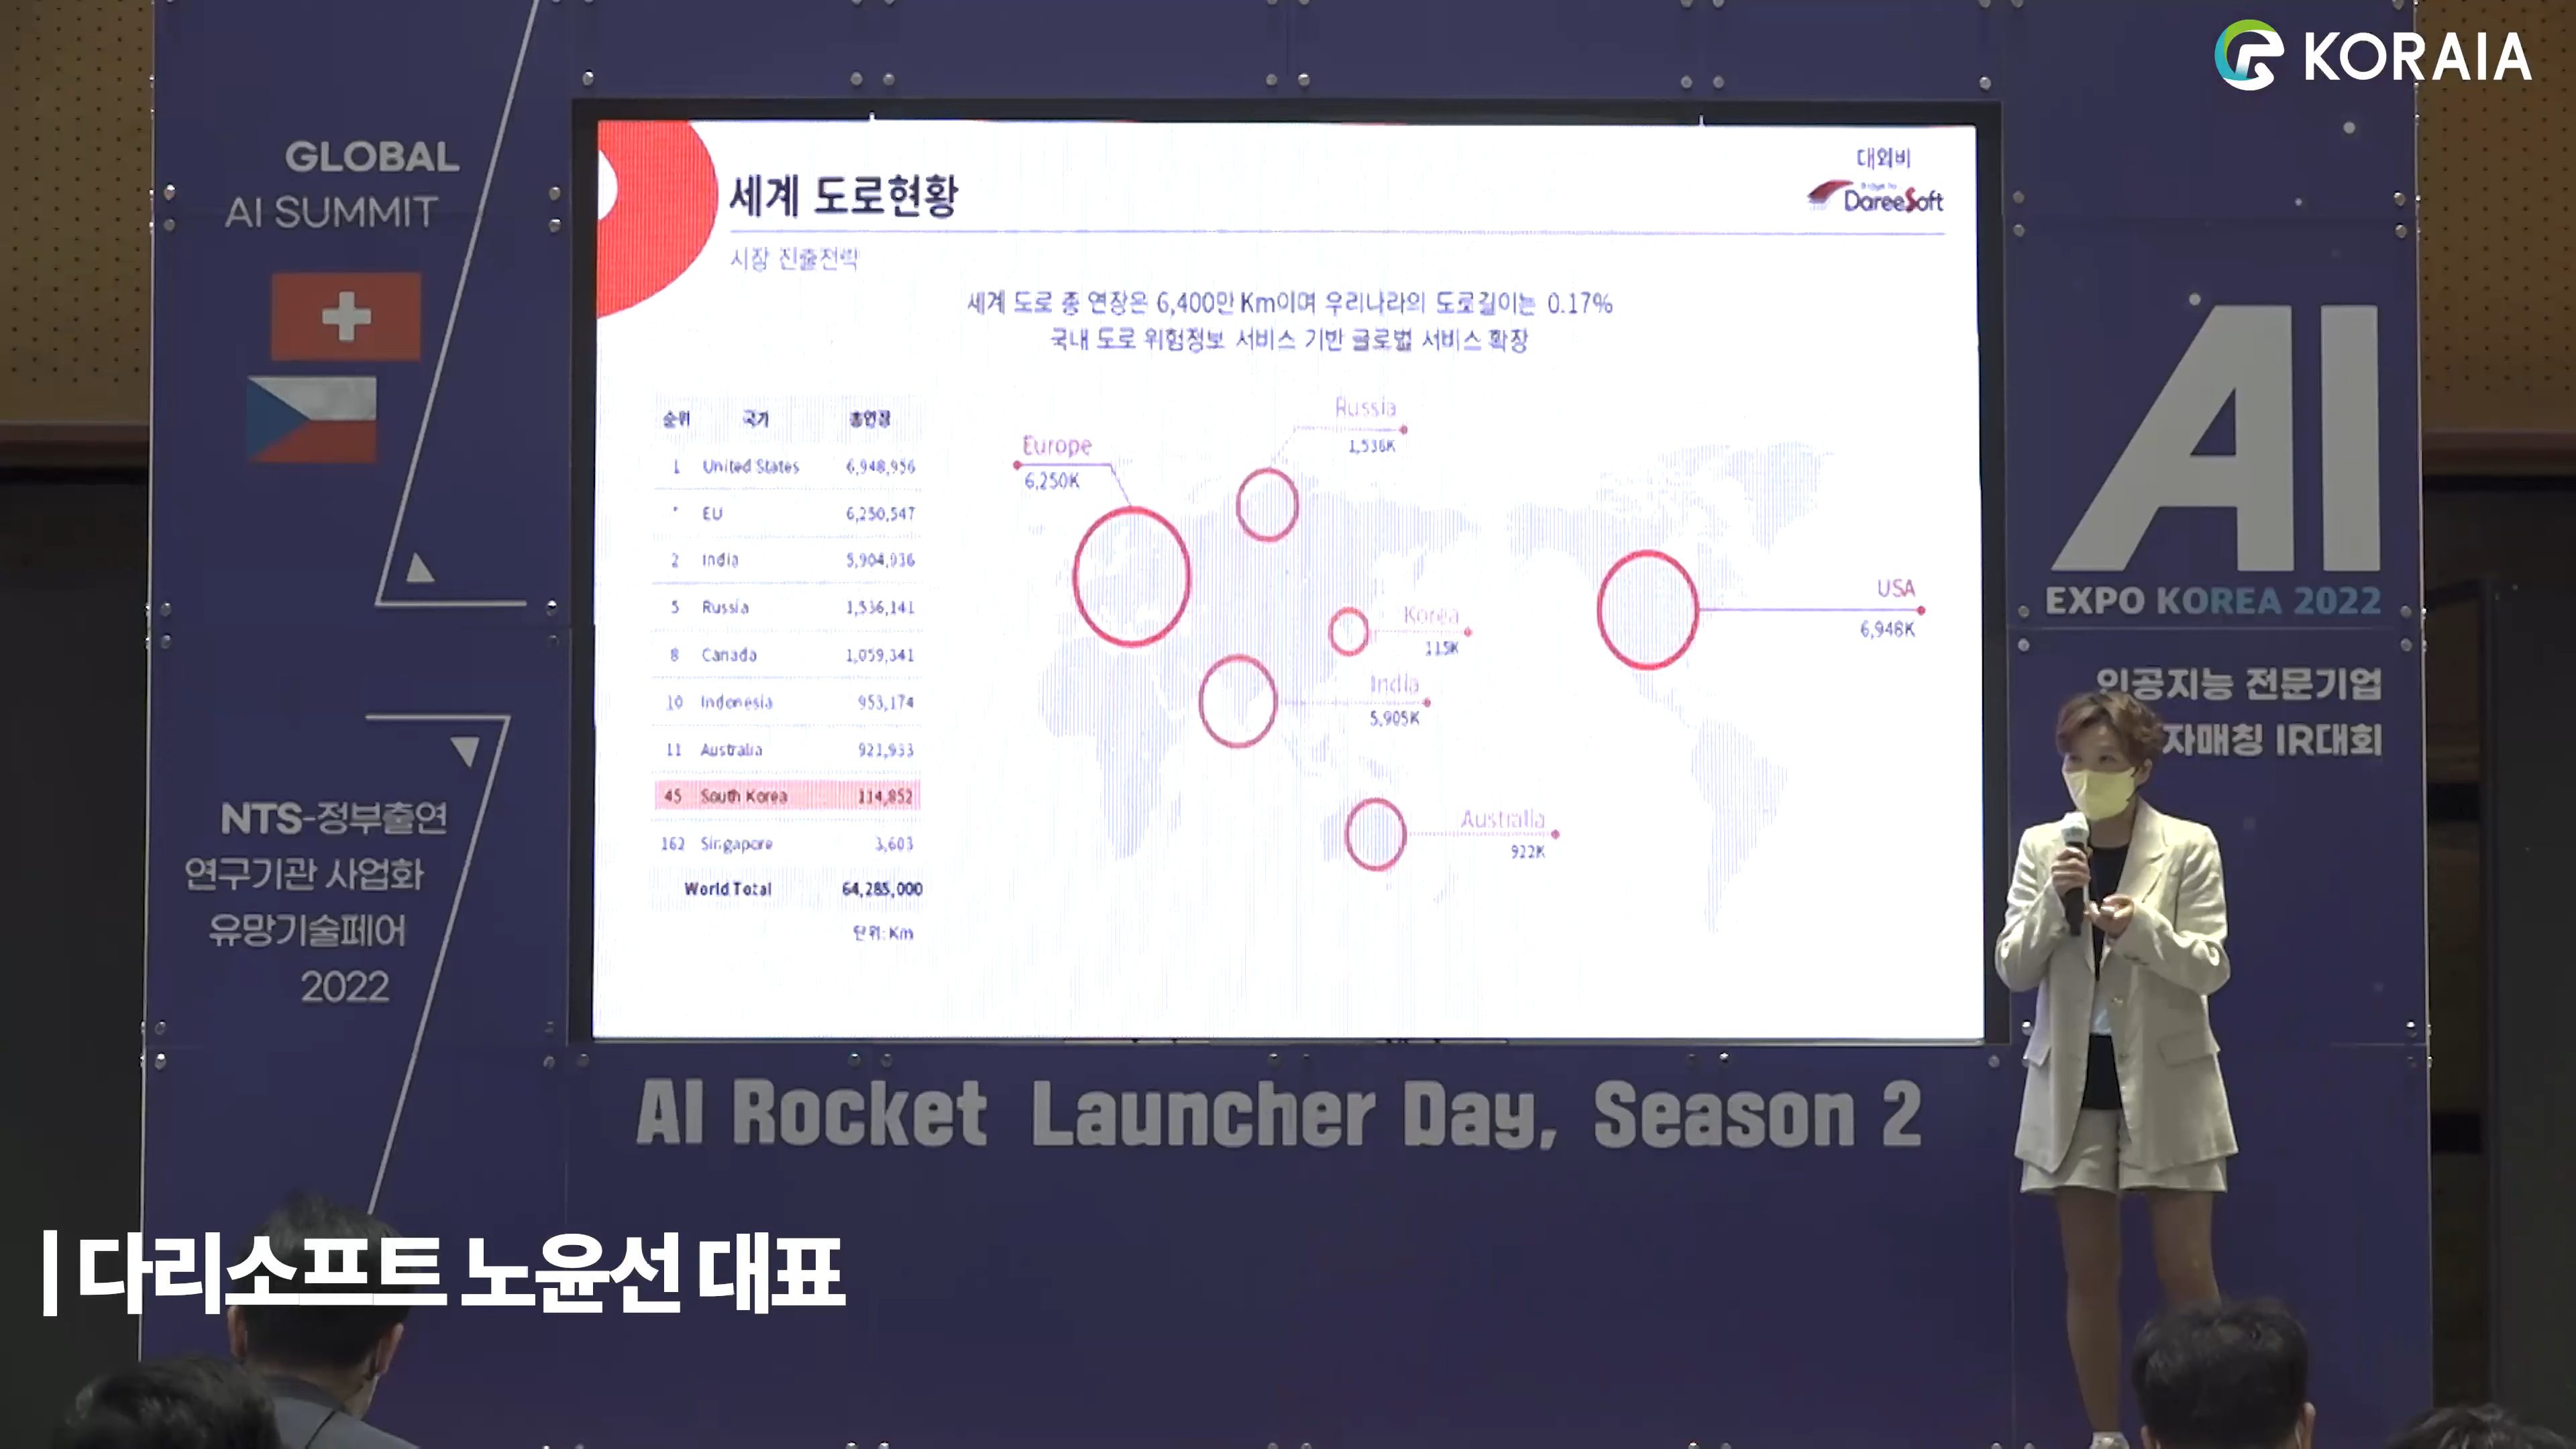 KORAIA
GLOBAL
AI SUMMIT
NTS-정부출연
연구기관 사업화
유망기술페어
2022
세계 도로현황
대외비
DareeSoft
시장 진출전략
세계 도로 총 연장은 6,400만 Km이며 우리나라의 도로길이는 0.17%
국내 도로 위험정보 서비스 기반 글로벌 서비스 확장
순위 국가 총연장
1 United States 6,948,956
* EU 6,250,547
2 India 5,904,936
5 Russia 1,536,141
8 Canada 1,059,341
10 Indonesia 953,174
11 Australia 921,933
45 South Korea 114,852
162 Singapore 3,603
World Total 64,285,000
단위: Km
Russia
1,536K
Europe
6,250K
Korea
115K
India
5,905K
Australia
922K
USA
6,948K
AI
EXPO KOREA 2022
인공지능 전문기업
자매칭 IR대회
AI Rocket Launcher Day, Season 2
다리소프트 노윤선 대표